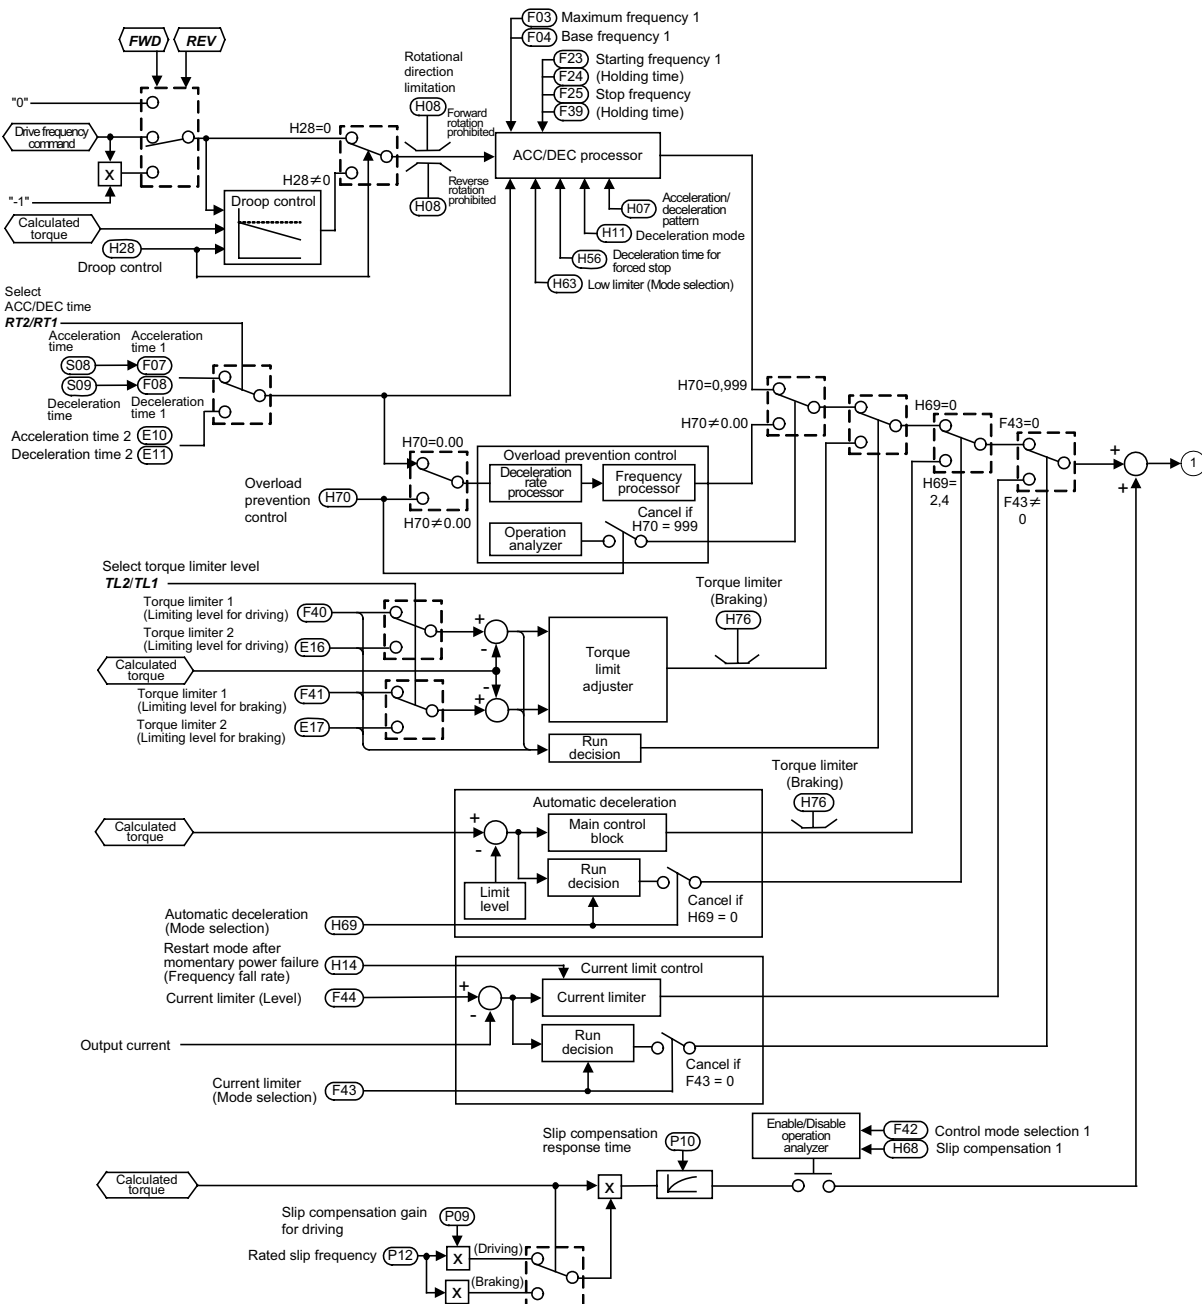 FWD REV
F03 Maximum frequency 1
F04 Base frequency 1
F23 Starting frequency 1
F24 (Holding time)
F25 Stop frequency
F39 (Holding time)
Rotational
direction
limitation
H08
Forward
rotation
prohibited
"0"
Drive frequency
command
H28=0
ACC/DEC processor
X
"-1"
H28≠0
Reverse
rotation
prohibited
H08
Droop control
Calculated
torque
H28
Droop control
H07 Acceleration/
deceleration
pattern
H11 Deceleration mode
H56 Deceleration time for
forced stop
H63 Low limiter (Mode selection)
Select
ACC/DEC time
RT2/RT1
Acceleration
time
Acceleration
time 1
S08 F07
S09 F08
Deceleration
time
Deceleration
time 1
Acceleration time 2 E10
Deceleration time 2 E11
H70=0,999
H70≠0.00
H69=0
F43=0
H69=
2,4
F43≠
0
+
+
1
H70=0.00
Overload
prevention
control
H70
H70≠0.00
Overload prevention control
Deceleration
rate
processor
Frequency
processor
Operation
analyzer
Cancel if
H70 = 999
Select torque limiter level
TL2/TL1
Torque limiter 1
(Limiting level for driving)
F40
Torque limiter 2
(Limiting level for driving)
E16
Calculated
torque
Torque limiter 1
(Limiting level for braking)
F41
Torque limiter 2
(Limiting level for braking)
E17
+
-
-
+
Torque
limit
adjuster
Run
decision
Torque limiter
(Braking)
H76
Torque limiter
(Braking)
H76
Automatic deceleration
Calculated
torque
+
-
Main control
block
Run
decision
Limit
level
Cancel if
H69 = 0
Automatic deceleration
(Mode selection)
H69
Restart mode after
momentary power failure
(Frequency fall rate)
H14
Current limit control
Current limiter (Level)
F44
+
-
Current limiter
Output current
Run
decision
Cancel if
F43 = 0
Current limiter
(Mode selection)
F43
Slip compensation
response time
P10
Enable/Disable
operation
analyzer
F42 Control mode selection 1
H68 Slip compensation 1
Calculated
torque
X
Slip compensation gain
for driving
P09
Rated slip frequency P12
X (Driving)
X (Braking)